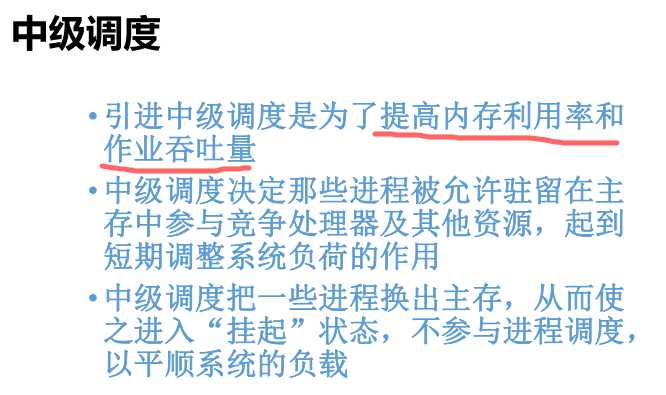 中级调度
•引进中级调度是为了提高内存利用率和
作业吞吐量
•中级调度决定那些进程被允许驻留在主
存中参与竞争处理器及其他资源，起到
短期调整系统负荷的作用
•中级调度把一些进程换出主存，从而使
之进入“挂起”状态，不参与进程调度，
以平顺系统的负载